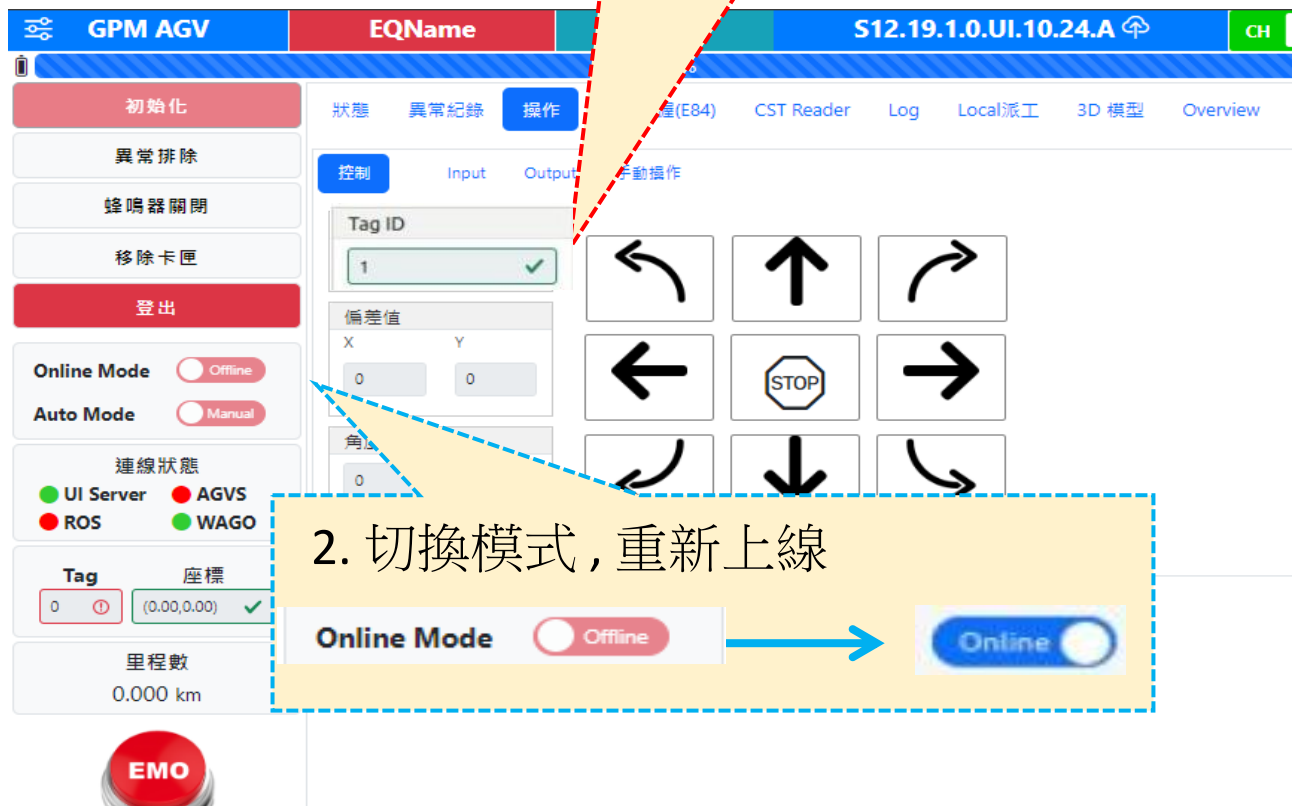 GPM AGV
EQName
S12.19.1.0.UI.10.24.A
CH
初始化
異常排除
蜂鳴器關閉
移除卡匣
登出
狀態
異常紀錄
操作
(E84)
CST Reader
Log
Local派工
3D 模型
Overview
控制
Input
Output
手動操作
Tag ID
1
偏差值
X Y
0 0
0
STOP
Online Mode Offline
Auto Mode Manual
連線狀態
UI Server AGVS
ROS WAGO
Tag 座標
0 (0.00,0.00)
里程數
0.000 km
EMO
2. 切換模式 , 重新上線
Online Mode Offline
Online